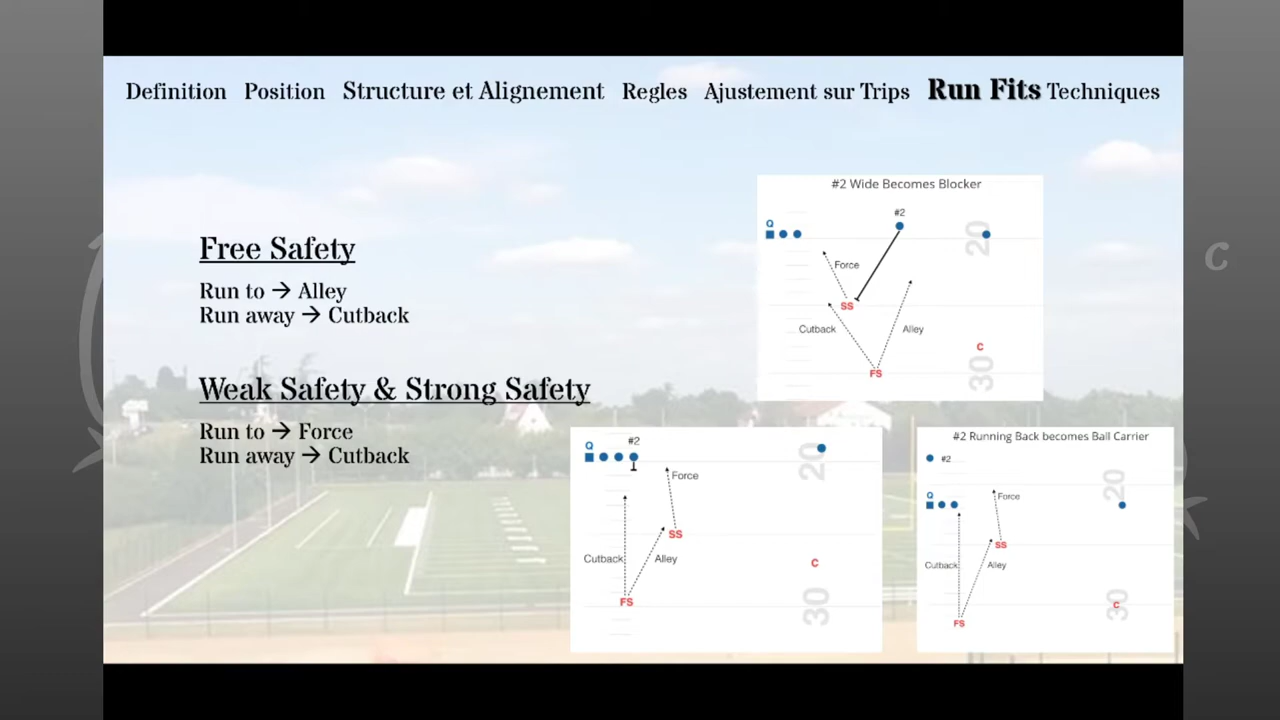 Definition Position Structure et Alignement Regles Ajustement sur Trips Run Fits Techniques
Free Safety
Run to → Alley
Run away → Cutback
Weak Safety & Strong Safety
Run to → Force
Run away → Cutback
#2 Wide Becomes Blocker
#2
Q
20
Force
SS
Cutback
Alley
C
FS
30
#2
Q
20
Force
SS
Cutback
Alley
C
FS
30
#2 Running Back becomes Ball Carrier
#2
Q
20
Force
SS
Cutback
Alley
C
30
FS
C